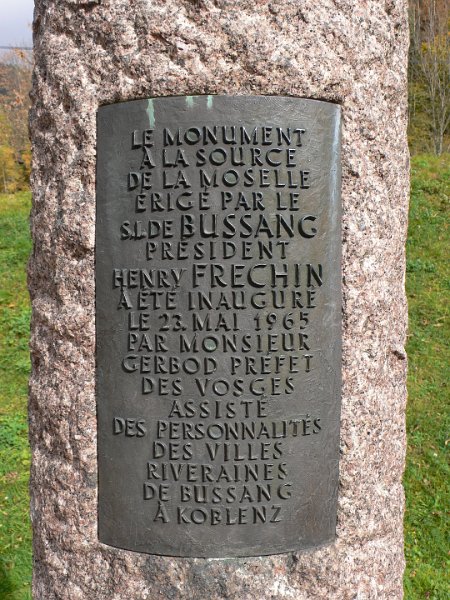 LE MONUMENT
À LA SOURCE
DE LA MOSELLE
ÉRIGÉ PAR LE
S.I. DE BUSSANG
PRÉSIDENT
HENRY FRECHIN
A ÉTÉ INAUGURÉ
LE 23. MAI 1965
PAR MONSIEUR
GERBOD PRÉFET
DES VOSGES
ASSISTÉ
DES PERSONNALITÉS
DES VILLES
RIVERAINES
DE BUSSANG
À KOBLENZ